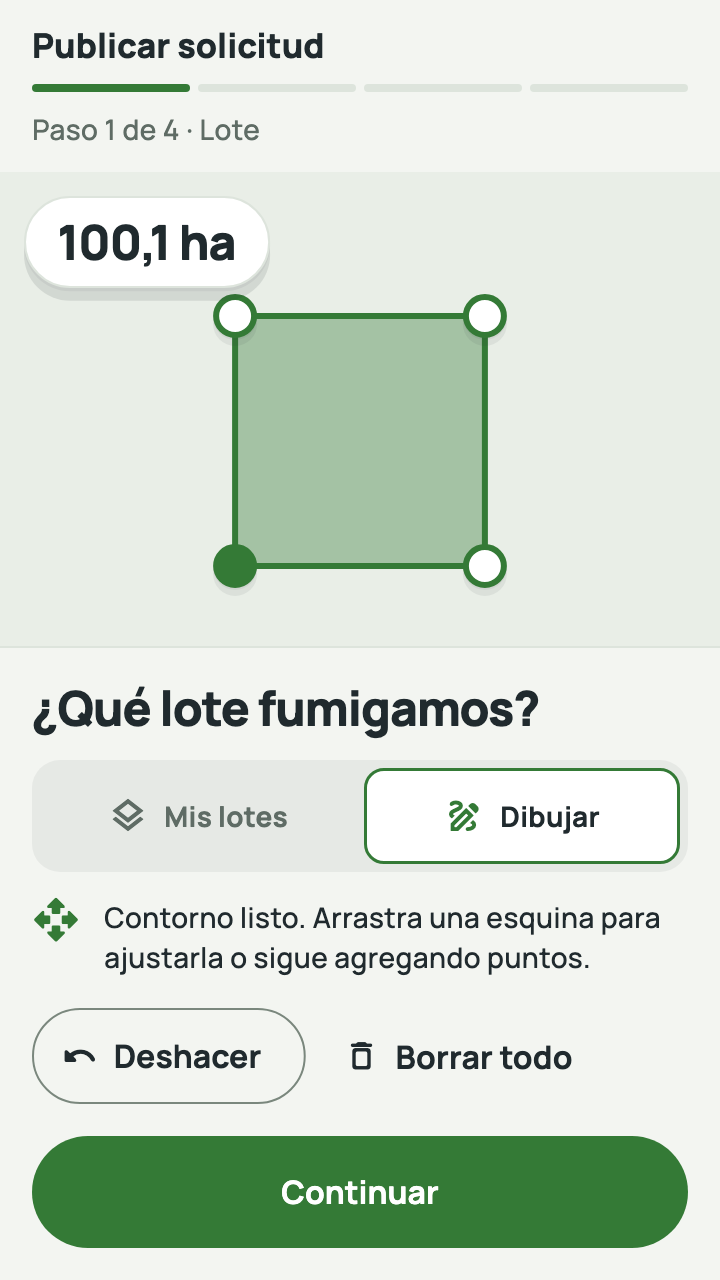 Publicar solicitud
Paso 1 de 4 · Lote
100,1 ha
¿Qué lote fumigamos?
Mis lotes
Dibujar
Contorno listo. Arrastra una esquina para
ajustarla o sigue agregando puntos.
Deshacer
Borrar todo
Continuar